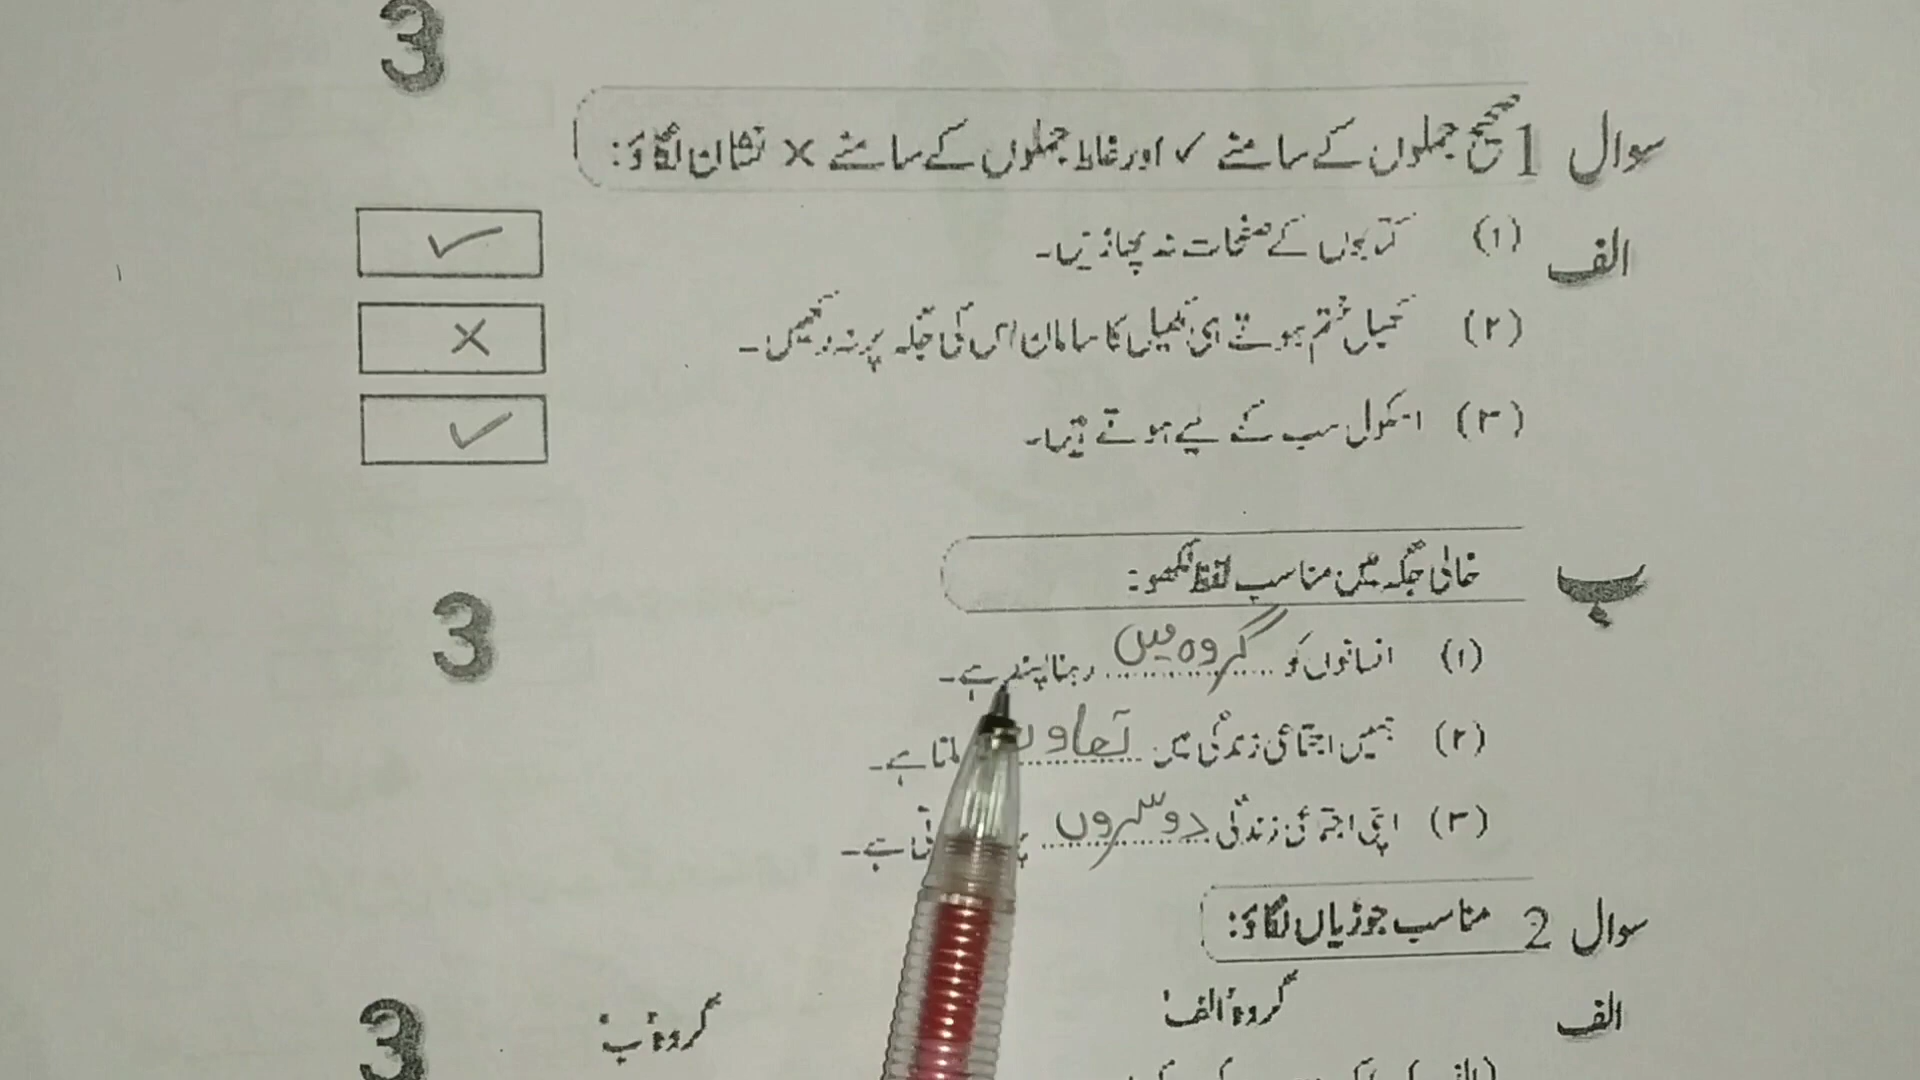 3
سوال 1 صحیح جملوں کے سامنے ✓ اور غلط جملوں کے سامنے × نشان لگاؤ:
الف (۱) کتابوں کے صفحات نہ پھاڑیں۔ ✓
(۲) کھیل ختم ہوتے ہی کھیل کا سامان اس کی جگہ پر نہ رکھیں۔ ×
(۳) اسکول سب کے لیے ہوتے ہیں۔ ✓
ب خالی جگہ میں مناسب لفظ لکھو:
3
(۱) انسانوں کو گروہ میں رہنا پسند ہے۔
(۲) ہمیں اجتماعی زندگی میں تعاون ملتا ہے۔
(۳) اپنی اجتماعی زندگی دوسروں ہے۔
سوال 2 مناسب جوڑیاں لگاؤ:
الف گروہ 'الف' گروہ 'ب'
3